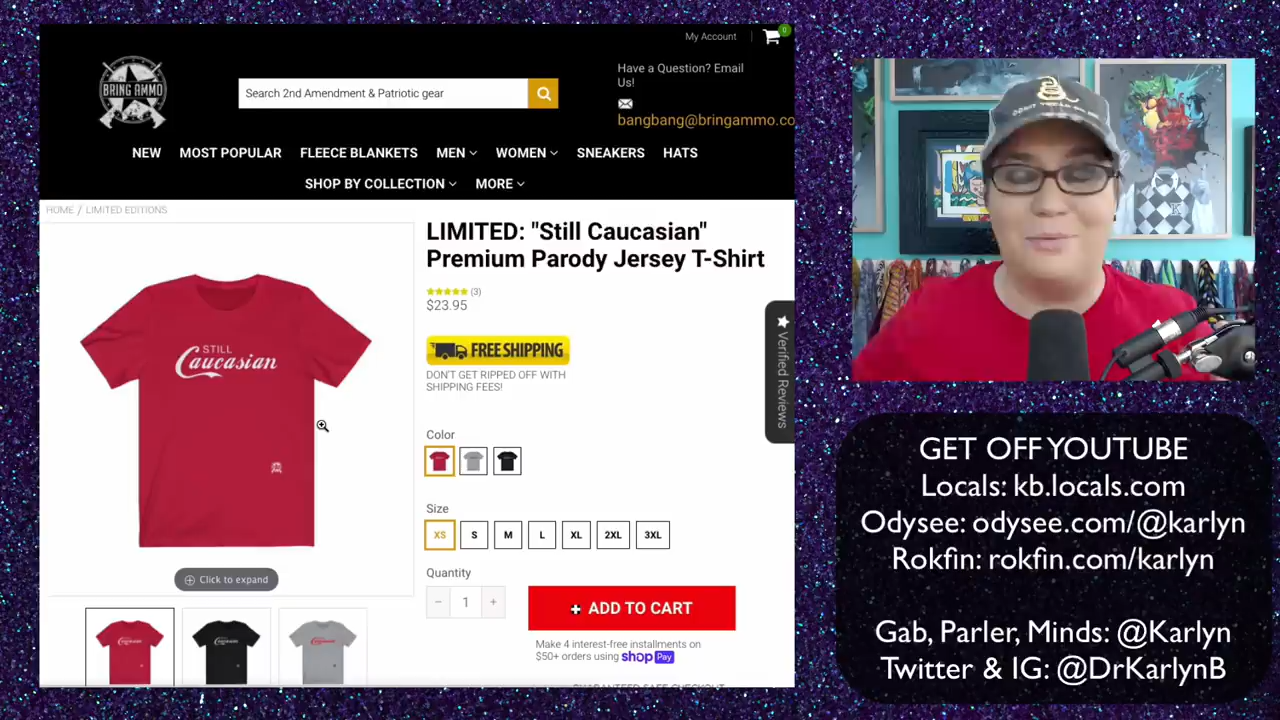 My Account
0
BRING AMMO
Search 2nd Amendment & Patriotic gear
Have a Question? Email
Us!
bangbang@bringammo.co
NEW MOST POPULAR FLEECE BLANKETS MEN WOMEN SNEAKERS HATS
SHOP BY COLLECTION MORE
HOME / LIMITED EDITIONS
LIMITED: "Still Caucasian"
Premium Parody Jersey T-Shirt
(3)
$23.95
FREE SHIPPING
DON'T GET RIPPED OFF WITH
SHIPPING FEES!
STILL
Caucasian
Verified Reviews
Color
Size
XS S M L XL 2XL 3XL
Click to expand
Quantity
− 1 +
ADD TO CART
Make 4 interest-free installments on
$50+ orders using shop Pay
GET OFF YOUTUBE
Locals: kb.locals.com
Odysee: odysee.com/@karlyn
Rokfin: rokfin.com/karlyn
Gab, Parler, Minds: @Karlyn
Twitter & IG: @DrKarlynB